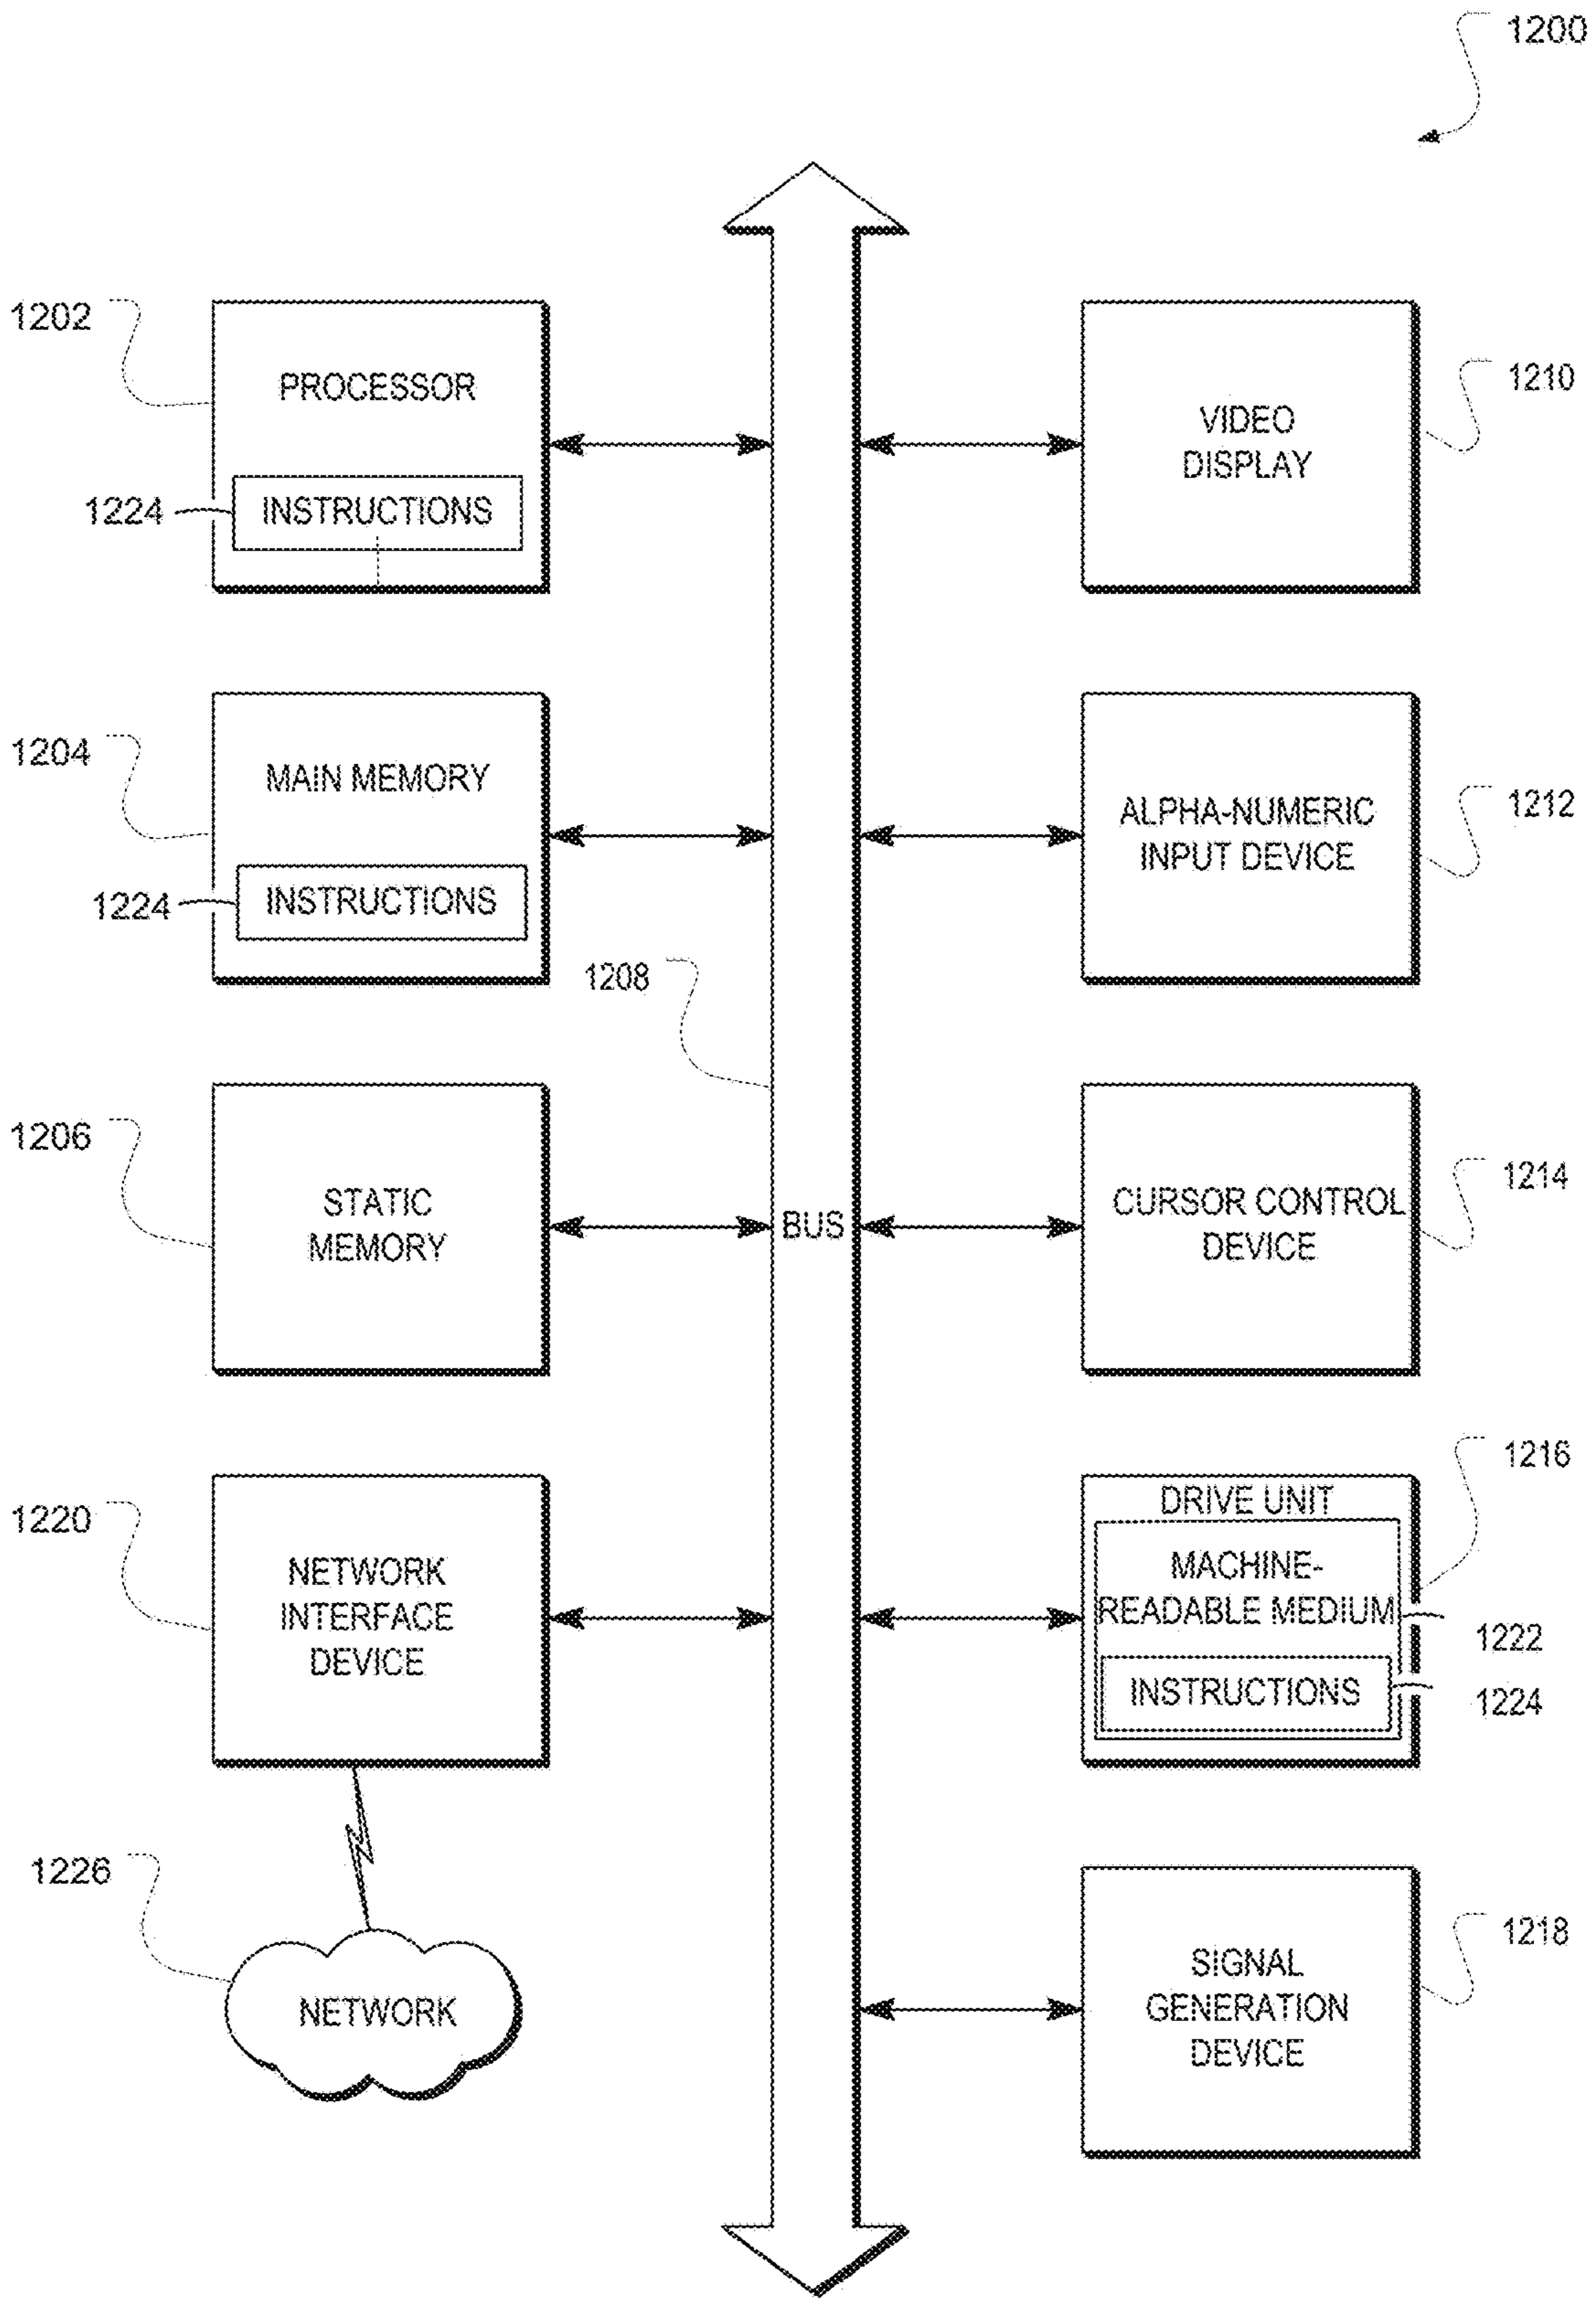 1200
1202
PROCESSOR
1224
INSTRUCTIONS
1210
VIDEO
DISPLAY
1204
MAIN MEMORY
1224
INSTRUCTIONS
1212
ALPHA-NUMERIC
INPUT DEVICE
1208
BUS
1206
STATIC
MEMORY
1214
CURSOR CONTROL
DEVICE
1220
NETWORK
INTERFACE
DEVICE
1216
DRIVE UNIT
MACHINE-
READABLE MEDIUM
1222
INSTRUCTIONS
1224
1226
NETWORK
1218
SIGNAL
GENERATION
DEVICE